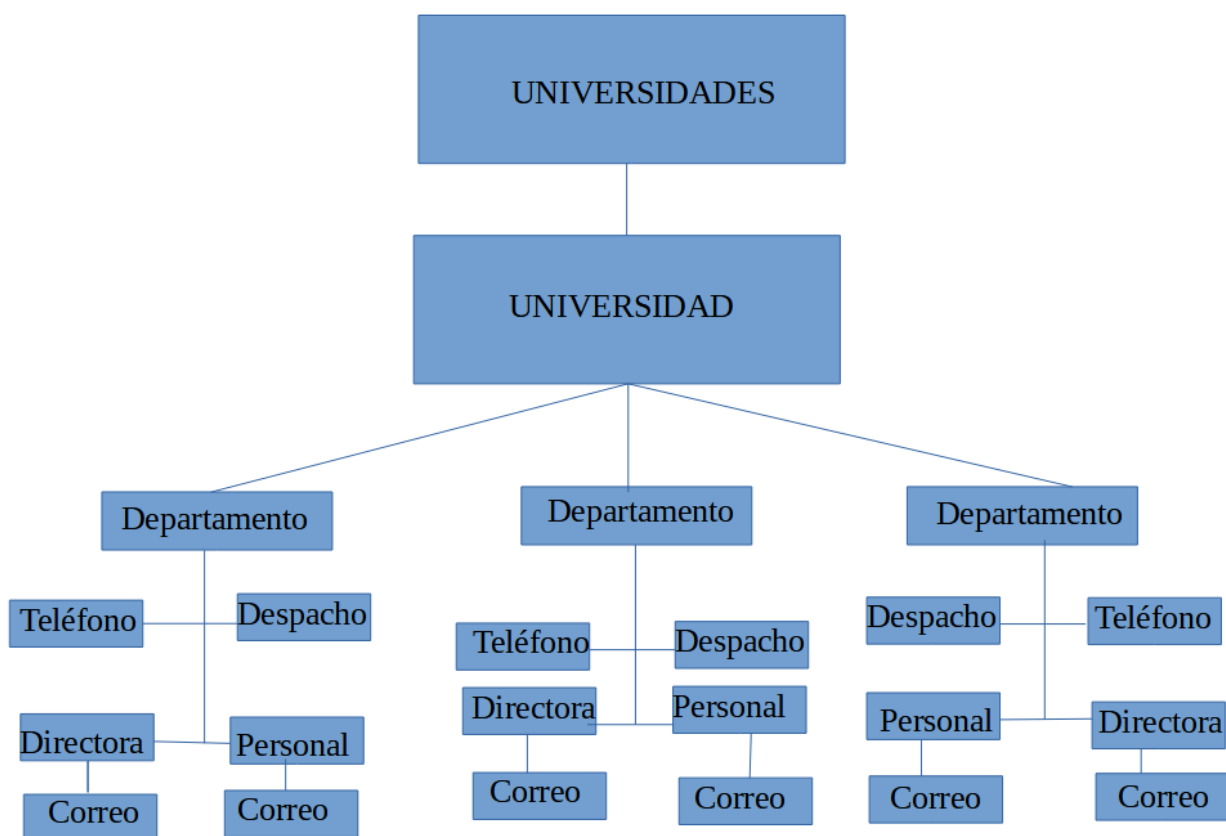 UNIVERSIDADES
UNIVERSIDAD
Departamento
Departamento
Departamento
Teléfono
Despacho
Teléfono
Despacho
Despacho
Teléfono
Directora
Personal
Directora
Personal
Personal
Directora
Correo
Correo
Correo
Correo
Correo
Correo